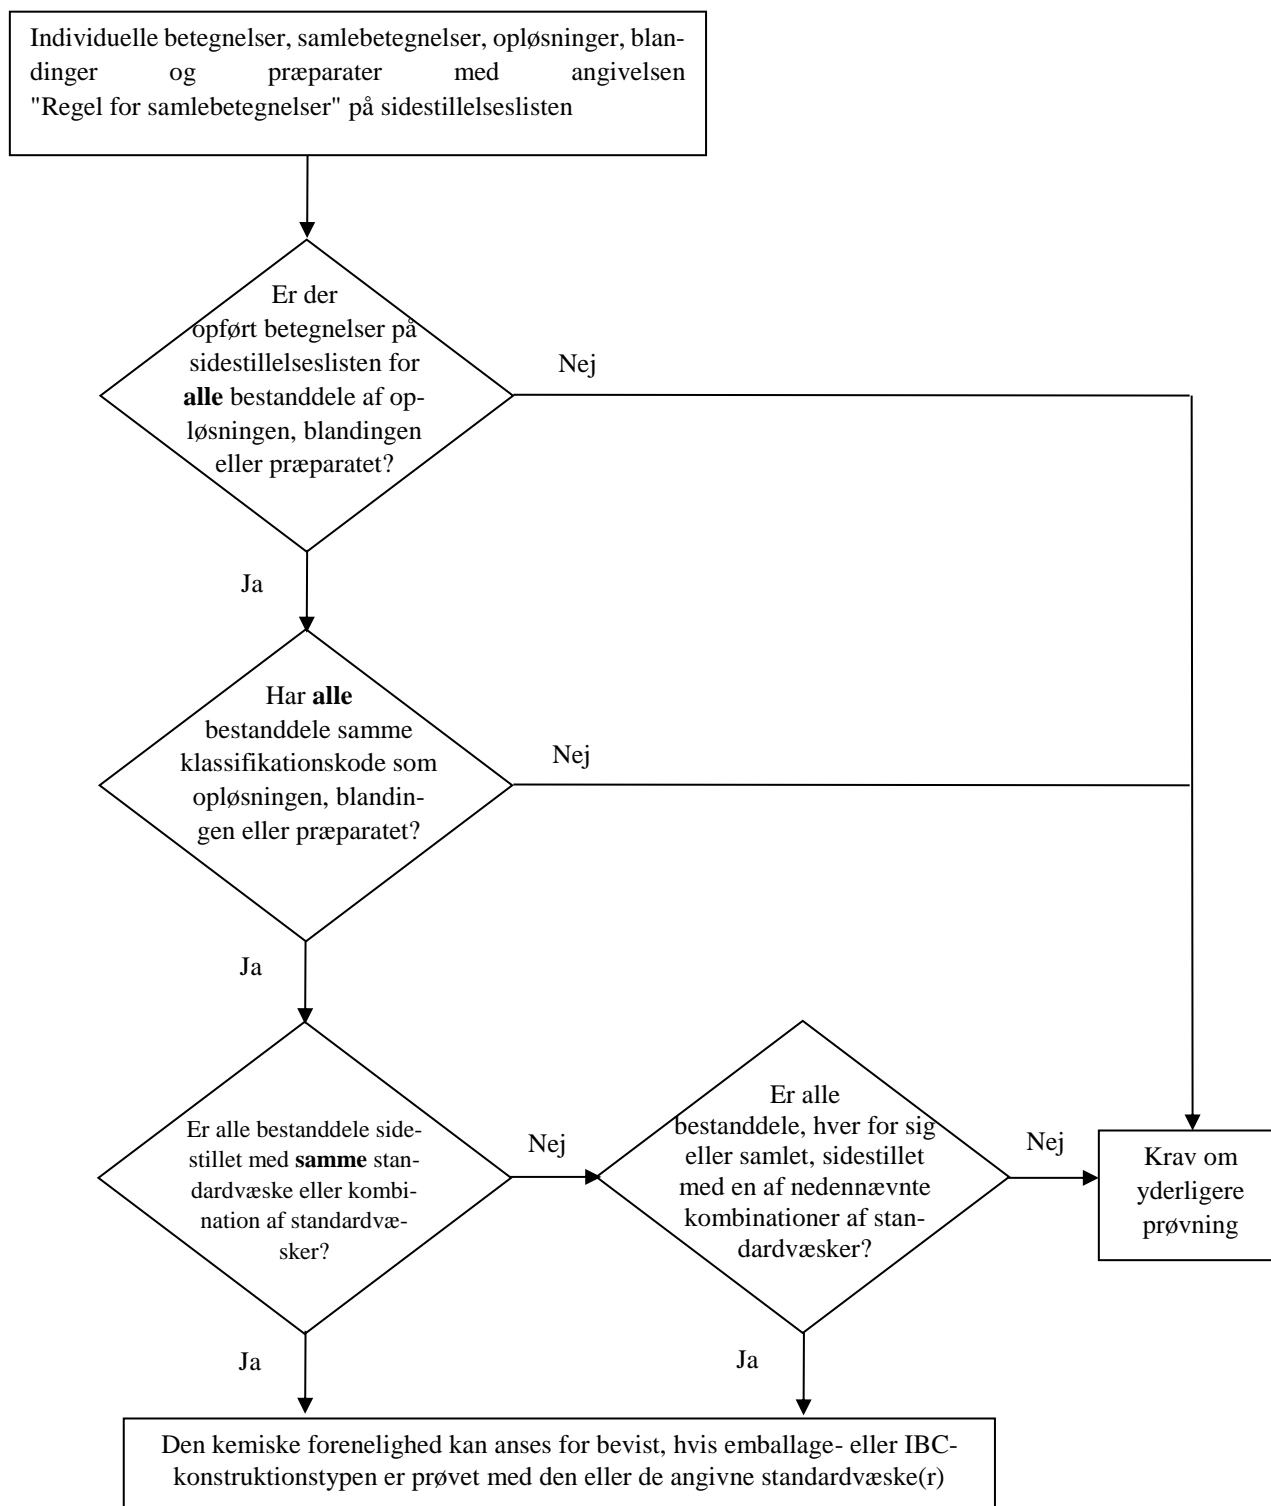 Individuelle betegnelser, samlebetegnelser, opløsninger, blan-
dinger og præparater med angivelsen
"Regel for samlebetegnelser" på sidestillelseslisten
Er der
opført betegnelser på
sidestillelseslisten for
alle bestanddele af op-
løsningen, blandingen
eller præparatet?
Nej
Ja
Har alle
bestanddele samme
klassifikationskode som
opløsningen, blandin-
gen eller præparatet?
Nej
Ja
Er alle bestanddele side-
stillet med samme stan-
dardvæske eller kombi-
nation af standardvæ-
sker?
Nej
Er alle
bestanddele, hver for sig
eller samlet, sidestillet
med en af nedennævnte
kombinationer af stan-
dardvæsker?
Nej
Krav om
yderligere
prøvning
Ja
Ja
Den kemiske forenelighed kan anses for bevist, hvis emballage- eller IBC-
konstruktionstypen er prøvet med den eller de angivne standardvæske(r)